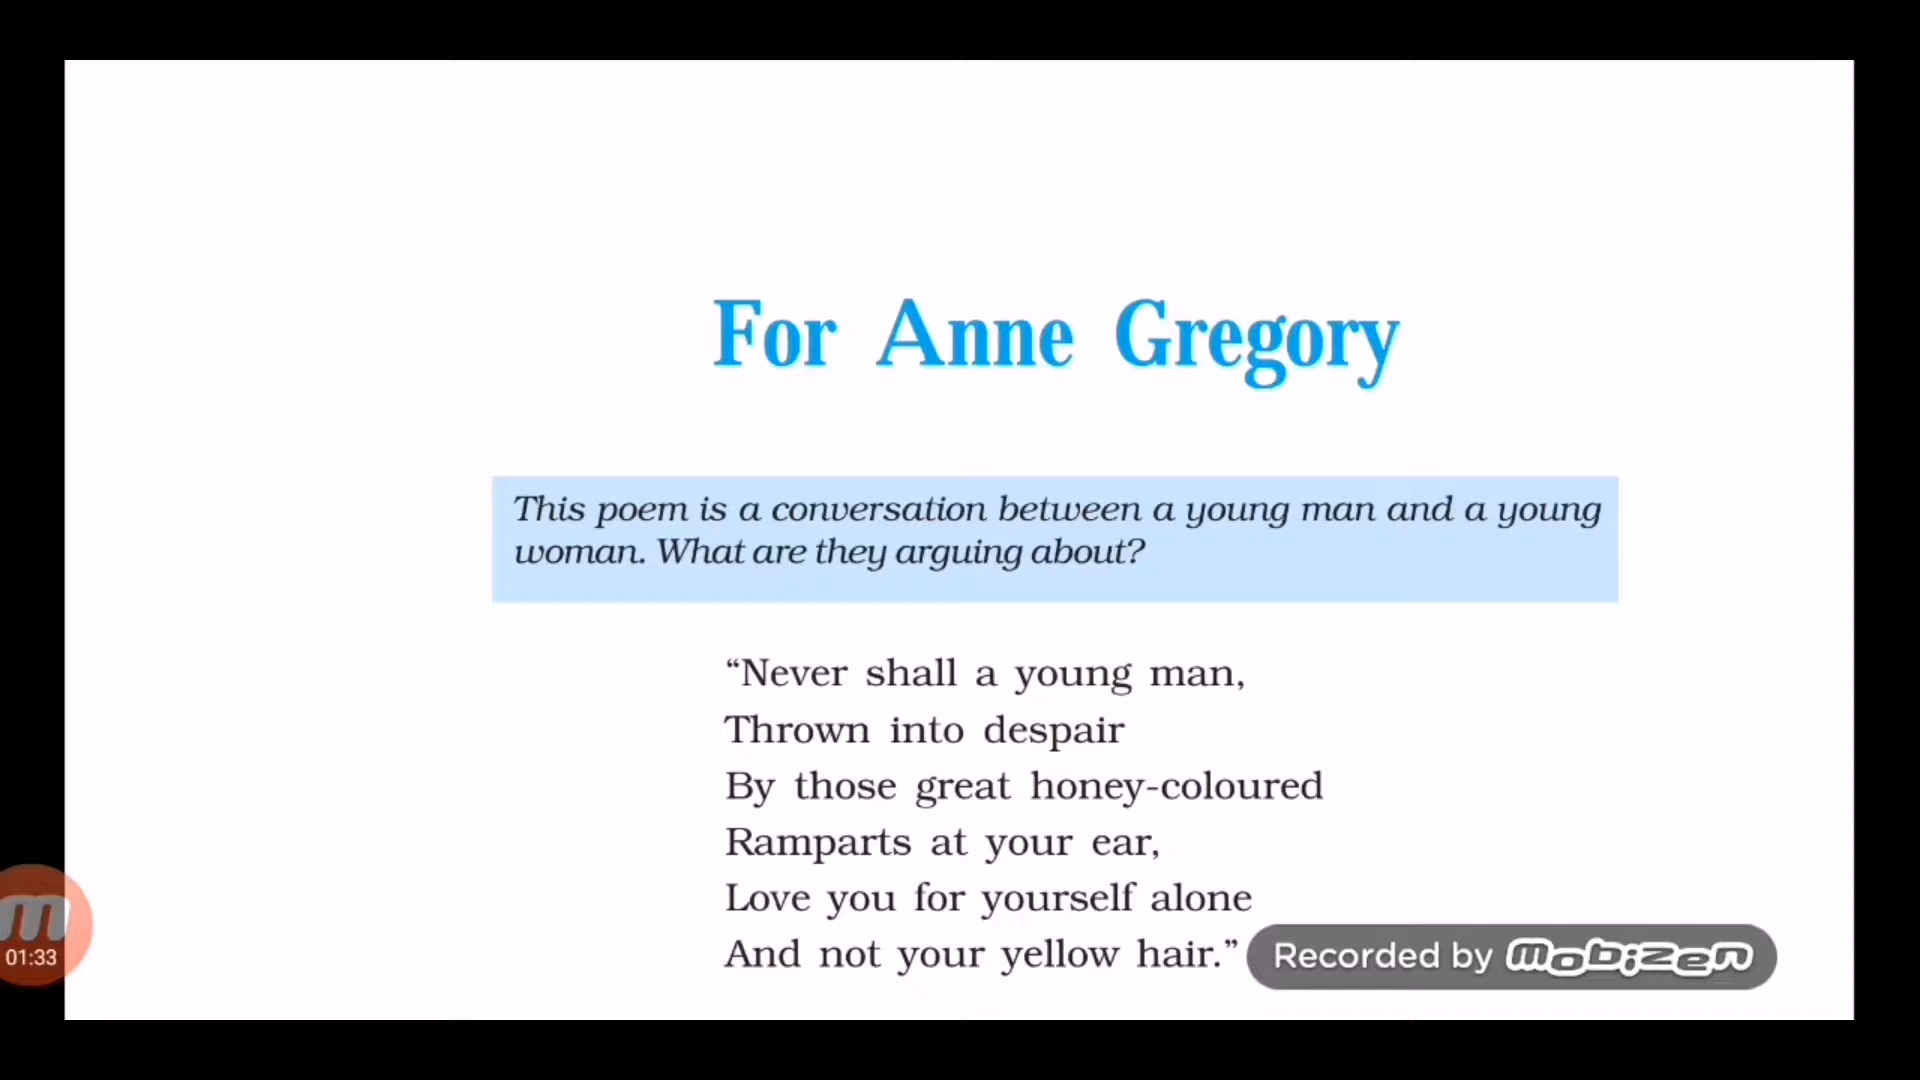 For Anne Gregory
This poem is a conversation between a young man and a young
woman. What are they arguing about?
“Never shall a young man,
Thrown into despair
By those great honey-coloured
Ramparts at your ear,
Love you for yourself alone
And not your yellow hair.”
Recorded by mobizen
m
01:33